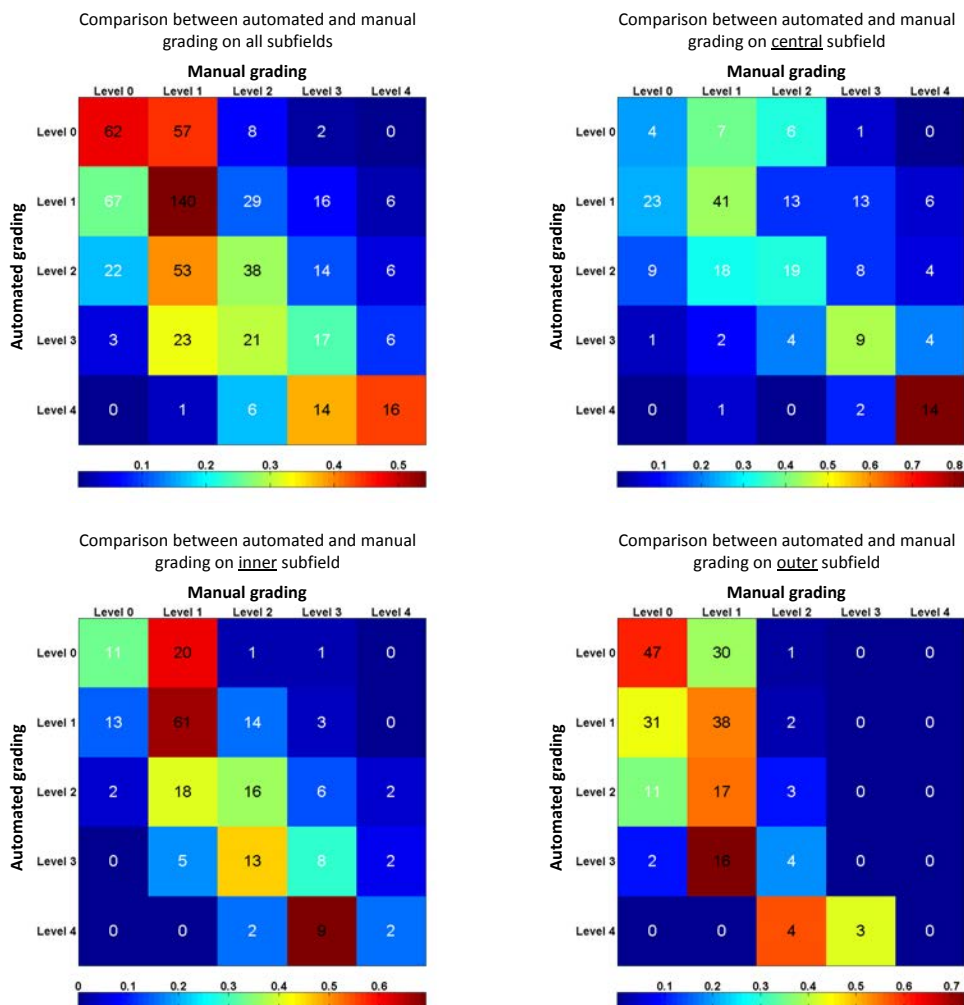 Comparison between automated and manual
grading on all subfields
Manual grading
Level 0 Level 1 Level 2 Level 3 Level 4
Automated grading
Level 0 62 57 8 2 0
Level 1 67 140 29 16 6
Level 2 22 53 38 14 6
Level 3 3 23 21 17 6
Level 4 0 1 6 14 16
0.1 0.2 0.3 0.4 0.5
Comparison between automated and manual
grading on central subfield
Manual grading
Level 0 Level 1 Level 2 Level 3 Level 4
Automated grading
Level 0 4 7 6 1 0
Level 1 23 41 13 13 6
Level 2 9 18 19 8 4
Level 3 1 2 4 9 4
Level 4 0 1 0 2 14
0.1 0.2 0.3 0.4 0.5 0.6 0.7 0.8
Comparison between automated and manual
grading on inner subfield
Manual grading
Level 0 Level 1 Level 2 Level 3 Level 4
Automated grading
Level 0 11 20 1 1 0
Level 1 13 61 14 3 0
Level 2 2 18 16 6 2
Level 3 0 5 13 8 2
Level 4 0 0 2 9 2
0 0.1 0.2 0.3 0.4 0.5 0.6
Comparison between automated and manual
grading on outer subfield
Manual grading
Level 0 Level 1 Level 2 Level 3 Level 4
Automated grading
Level 0 47 30 1 0 0
Level 1 31 38 2 0 0
Level 2 11 17 3 0 0
Level 3 2 16 4 0 0
Level 4 0 0 4 3 0
0.1 0.2 0.3 0.4 0.5 0.6 0.7